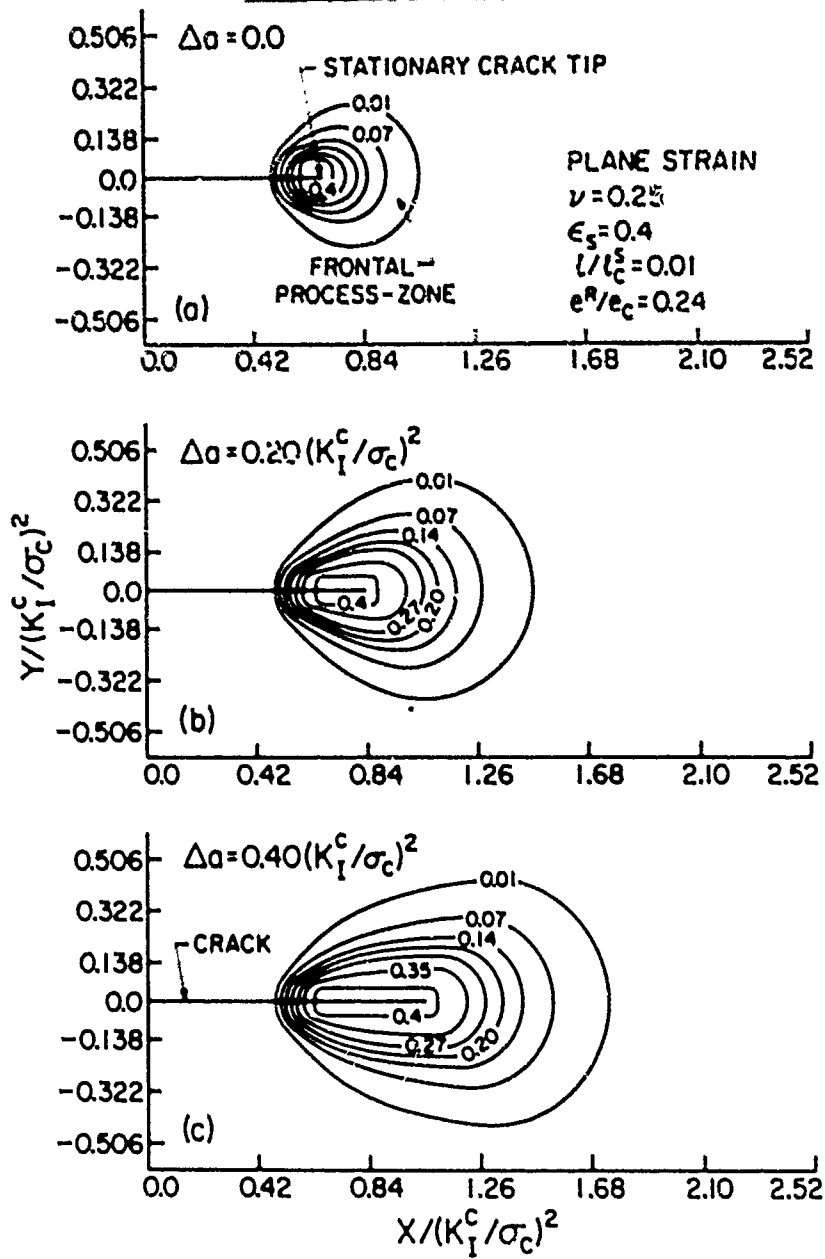 Δa=0.0
0.506
0.322
0.138
0.0
-0.138
-0.322
-0.506
STATIONARY CRACK TIP
0.01
0.07
0.4
FRONTAL-
PROCESS-ZONE
PLANE STRAIN
ϵₛ=0.4
l/l_C^S=0.01
e^R/e_C=0.24
(a)
0.0 0.42 0.84 1.26 1.68 2.10 2.52
Δa=0.20(K_I^C/σ_C)²
0.506
0.322
0.138
0.0
-0.138
-0.322
-0.506
Y/(K_I^C/σ_C)²
0.01
0.07
0.14
0.4
0.27
0.20
(b)
0.0 0.42 0.84 1.26 1.68 2.10 2.52
Δa=0.40(K_I^C/σ_C)²
0.506
0.322
0.138
0.0
-0.138
-0.322
-0.506
CRACK
0.01
0.07
0.14
0.35
0.4
0.27
0.20
(c)
0.0 0.42 0.84 1.26 1.68 2.10 2.52
X/(K_I^C/σ_C)²